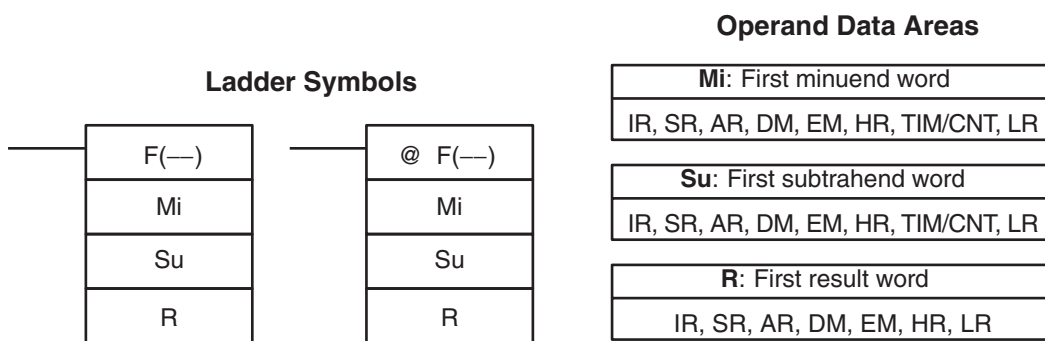 Operand Data Areas
Ladder Symbols
Mi: First minuend word
IR, SR, AR, DM, EM, HR, TIM/CNT, LR
F(––)
Mi
Su
R
@ F(––)
Mi
Su
R
Su: First subtrahend word
IR, SR, AR, DM, EM, HR, TIM/CNT, LR
R: First result word
IR, SR, AR, DM, EM, HR, LR